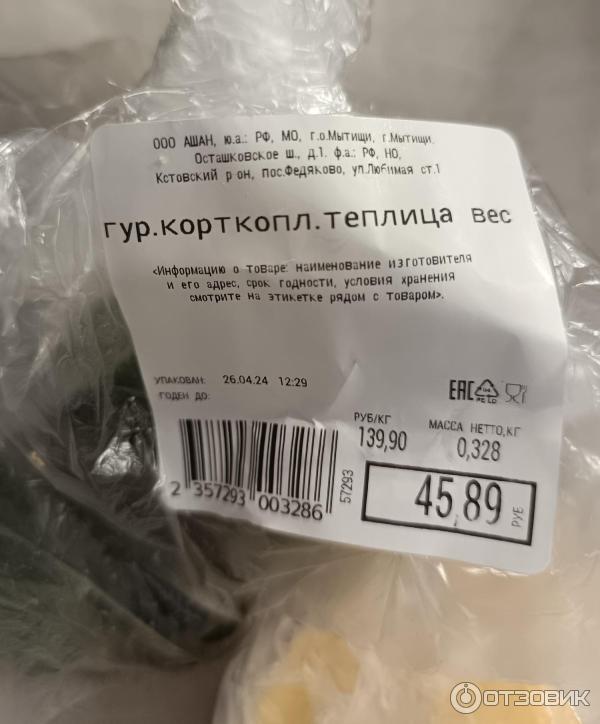 ООО АШАН, ю.а.: РФ, МО, г.о.Мытищи, г.Мытищи,
Осташковское ш., д.1. ф.а.: РФ, НО,
Кстовский р он, пос.Федяково, ул.Любимая ст.1
гур.корткопл.теплица вес
«Информацию о товаре: наименование изготовителя
и его адрес, срок годности, условия хранения
смотрите на этикетке рядом с товаром».
УПАКОВАН: 26.04.24 12:29
ГОДЕН ДО:
EAC
РУБ/КГ МАССА НЕТТО,КГ
139,90 0,328
2 357293 003286
57293
45,89 РУБ
ОТЗОВИК